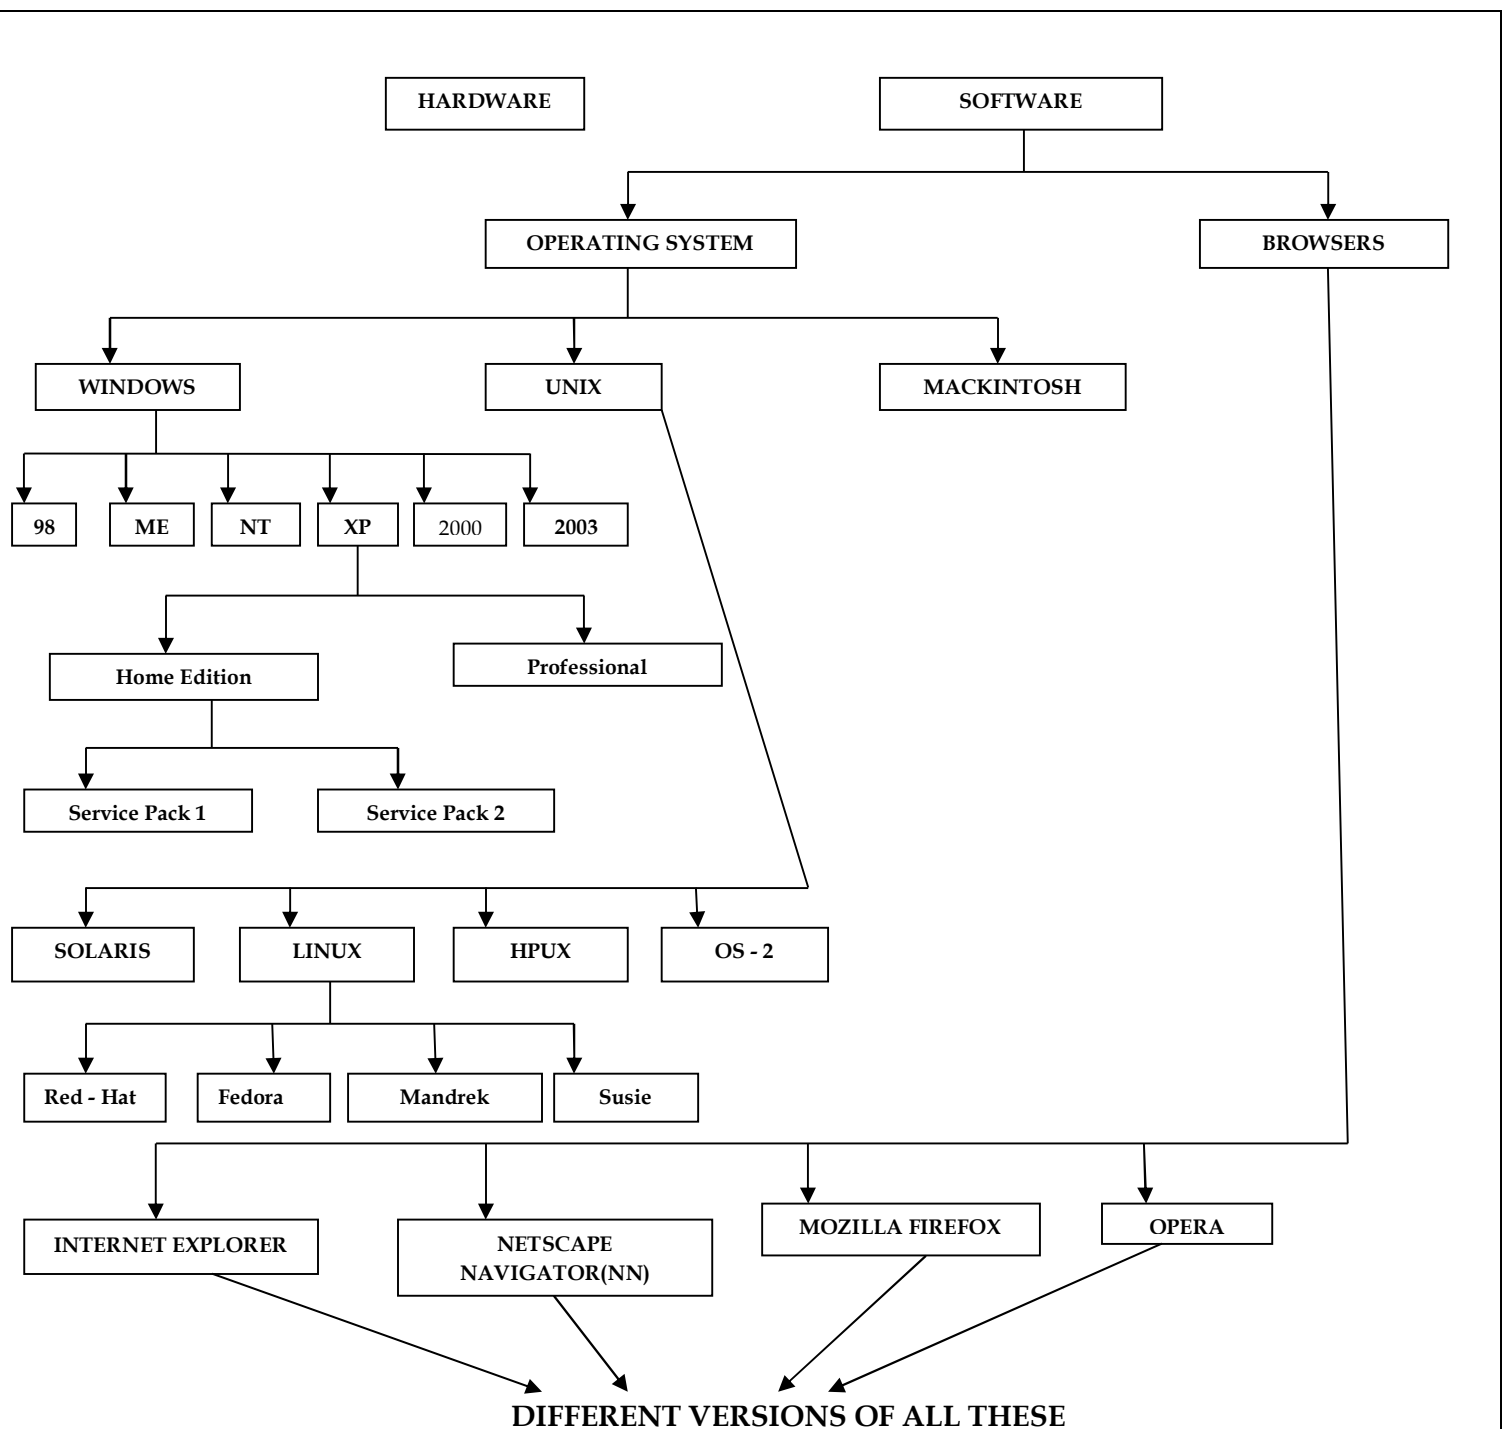 HARDWARE
SOFTWARE
OPERATING SYSTEM
BROWSERS
WINDOWS
UNIX
MACKINTOSH
98
ME
NT
XP
2000
2003
Home Edition
Professional
Service Pack 1
Service Pack 2
SOLARIS
LINUX
HPUX
OS - 2
Red - Hat
Fedora
Mandrek
Susie
INTERNET EXPLORER
NETSCAPE
NAVIGATOR(NN)
MOZILLA FIREFOX
OPERA
DIFFERENT VERSIONS OF ALL THESE